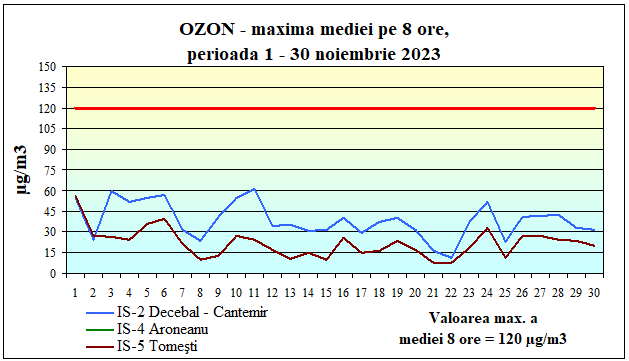 OZON - maxima mediei pe 8 ore,
perioada 1 - 30 noiembrie 2023
µg/m3
150
135
120
105
90
75
60
45
30
15
0
1 2 3 4 5 6 7 8 9 10 11 12 13 14 15 16 17 18 19 20 21 22 23 24 25 26 27 28 29 30
IS-2 Decebal - Cantemir
IS-4 Aroneanu
IS-5 Tomeşti
Valoarea max. a
mediei 8 ore = 120 µg/m3